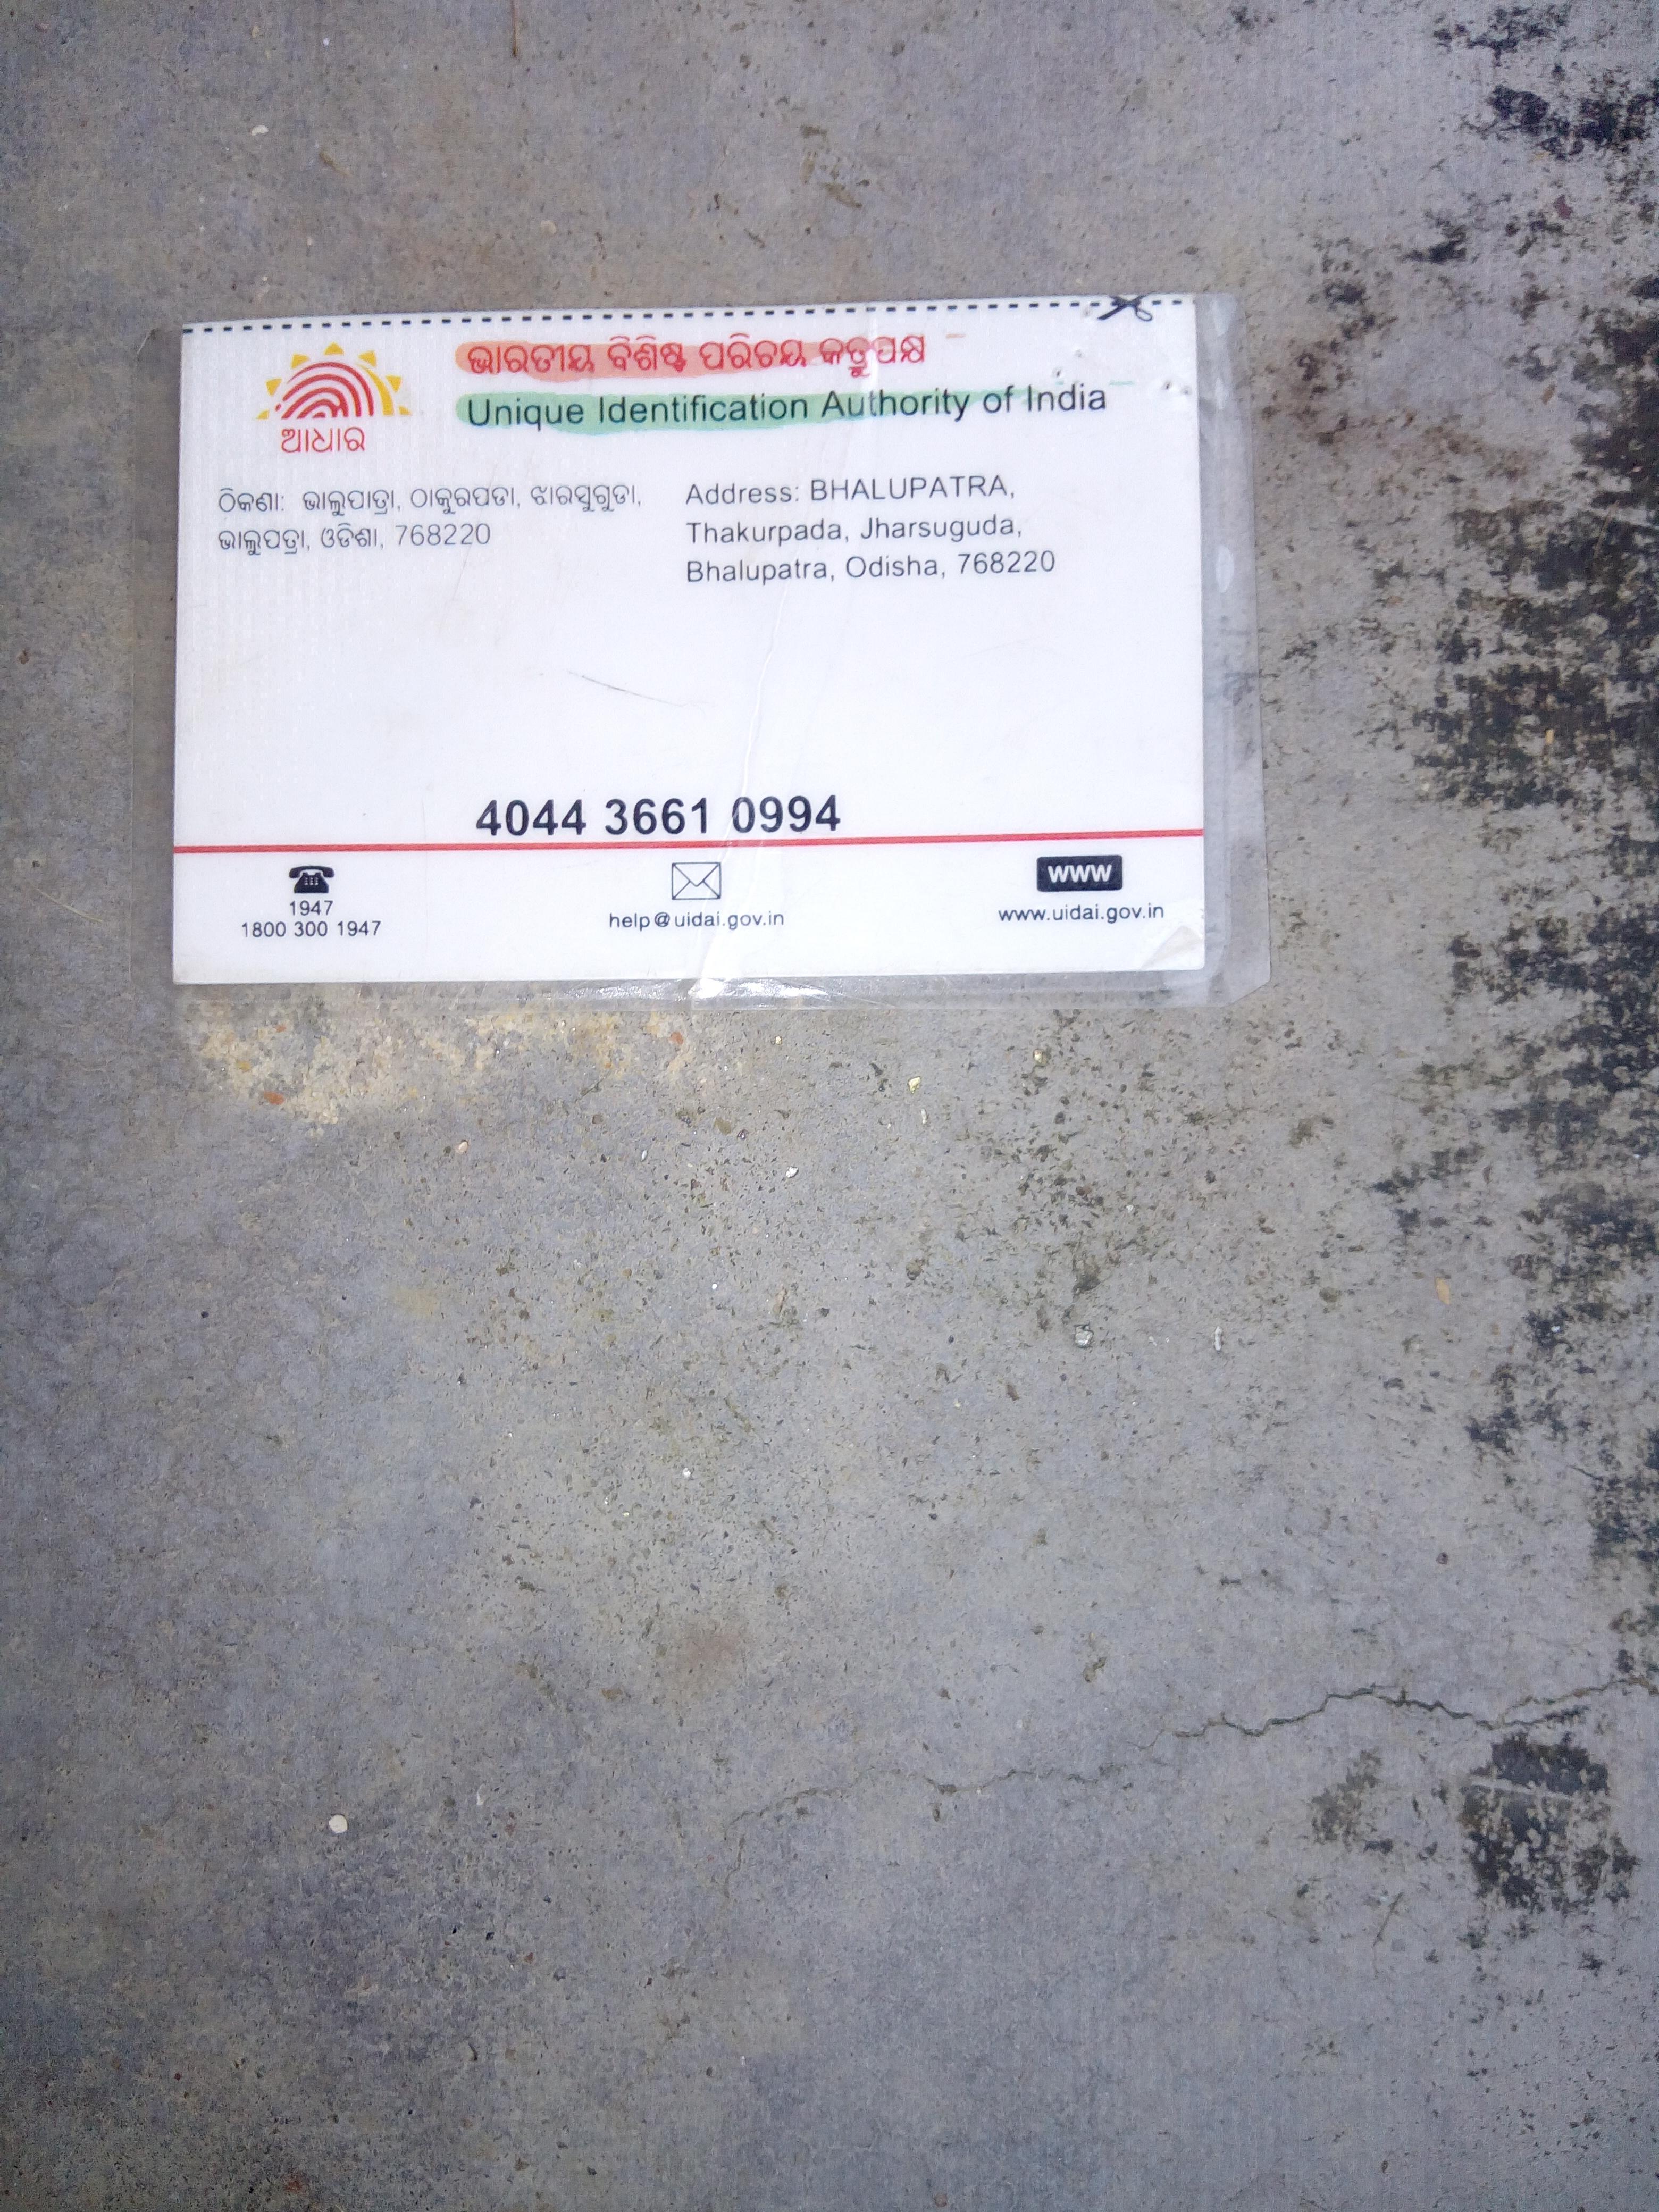 ଭାରତୀୟ ବିଶିଷ୍ଟ ପରିଚୟ କର୍ତ୍ତୃପକ୍ଷ
Unique Identification Authority of India
ଆଧାର
ଠିକଣା: ଭାଲୁପାତ୍ରା, ଠାକୁରପଡା, ଝାରସୁଗୁଡା,
ଭାଲୁପତ୍ରା, ଓଡିଶା, 768220
Address: BHALUPATRA,
Thakurpada, Jharsuguda,
Bhalupatra, Odisha, 768220
4044 3661 0994
1947
1800 300 1947
help@uidai.gov.in
www
www.uidai.gov.in